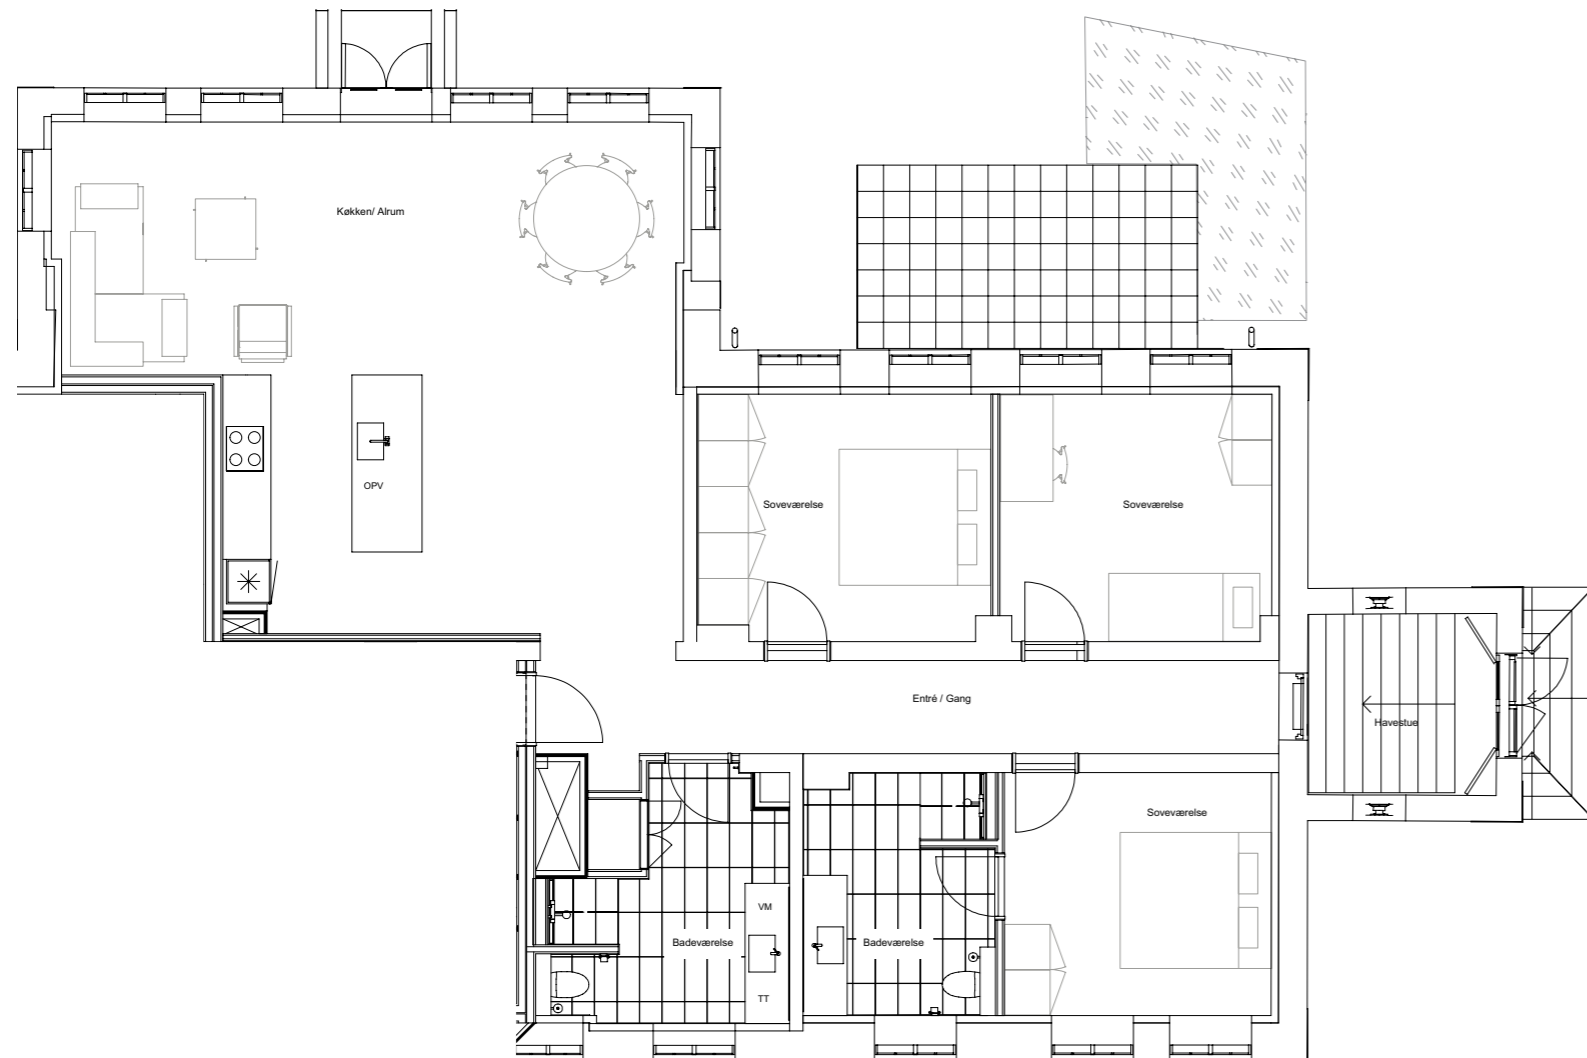 Køkken/ Alrum
OPV
Soveværelse
Soveværelse
Entré / Gang
Havestue
Soveværelse
VM
Badeværelse
Badeværelse
TT